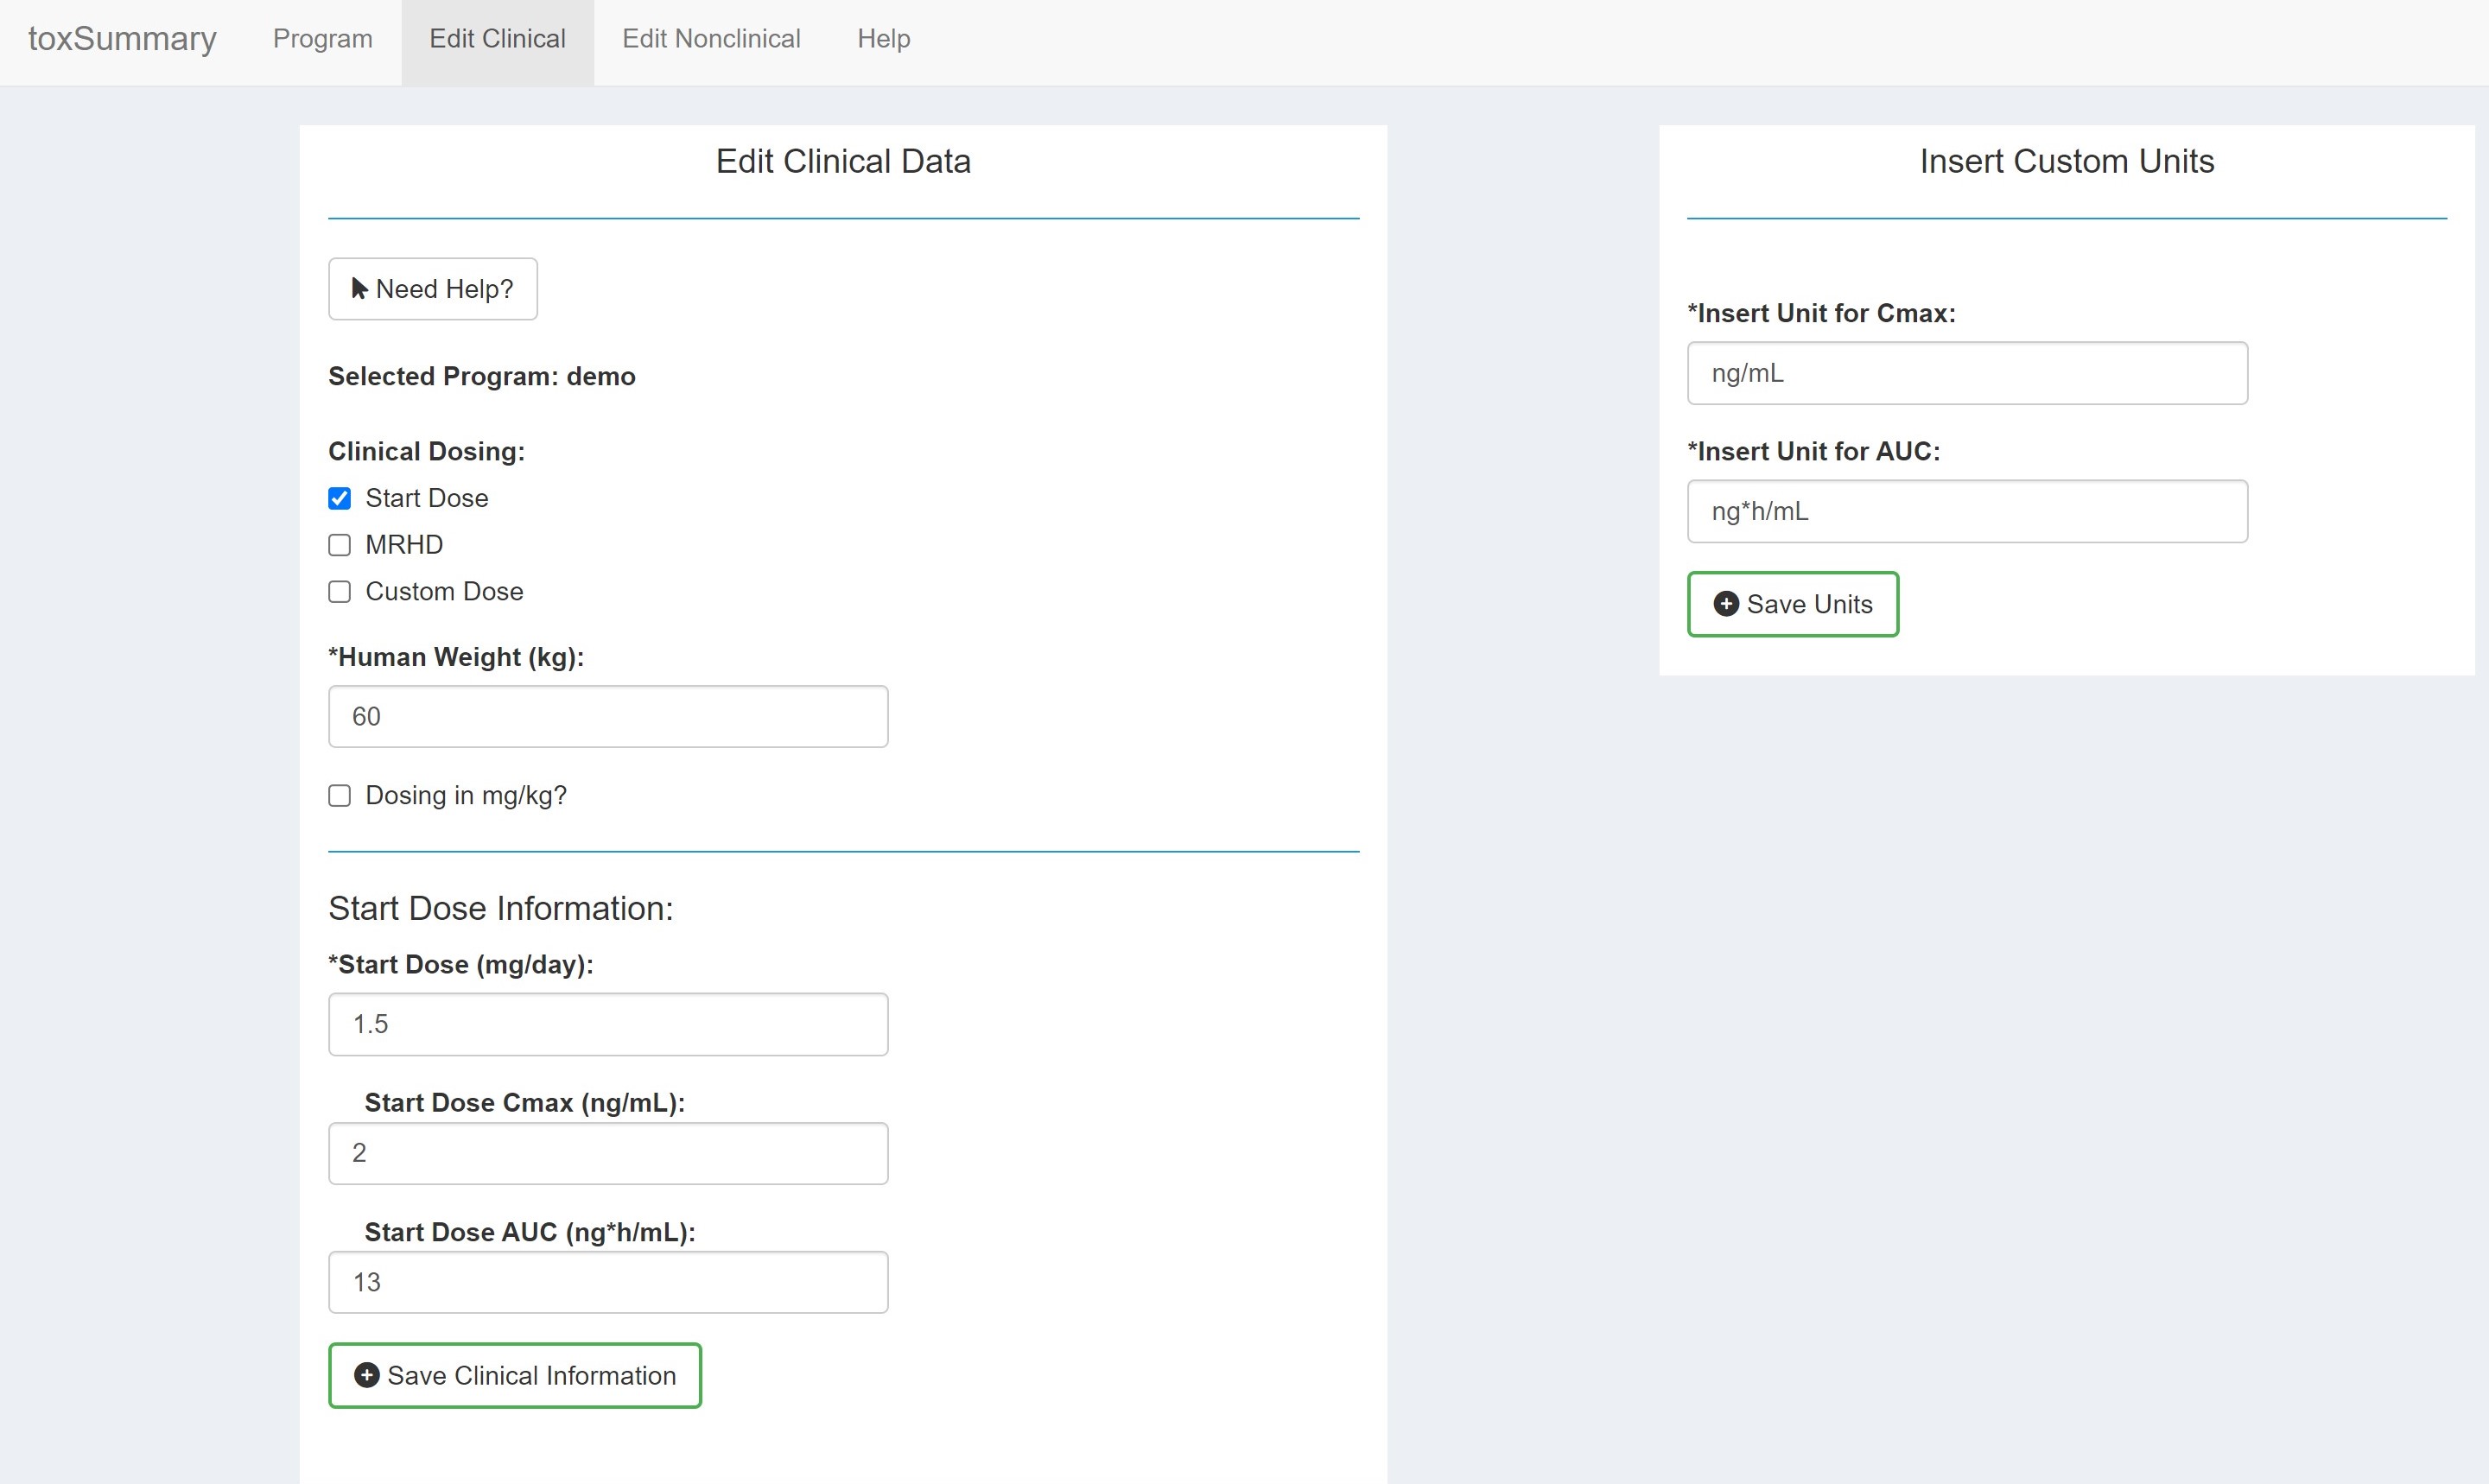 toxSummary Program Edit Clinical Edit Nonclinical Help
Edit Clinical Data
Need Help?
Selected Program: demo
Clinical Dosing:
Start Dose
MRHD
Custom Dose
*Human Weight (kg):
60
Dosing in mg/kg?
Start Dose Information:
*Start Dose (mg/day):
1.5
Start Dose Cmax (ng/mL):
2
Start Dose AUC (ng*h/mL):
13
Save Clinical Information
Insert Custom Units
*Insert Unit for Cmax:
ng/mL
*Insert Unit for AUC:
ng*h/mL
Save Units